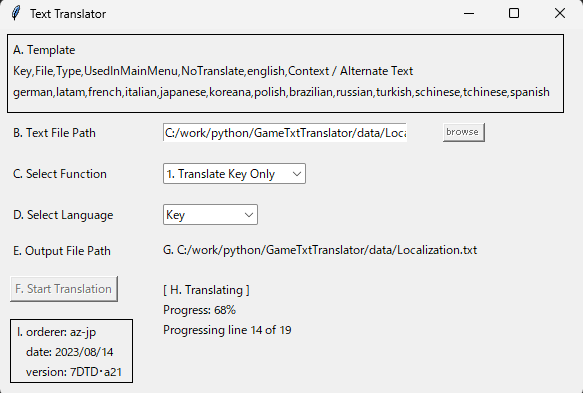 Text Translator
A. Template
Key,File,Type,UsedInMainMenu,NoTranslate,english,Context / Alternate Text
german,latam,french,italian,japanese,koreana,polish,brazilian,russian,turkish,schinese,tchinese,spanish
B. Text File Path
C:/work/python/GameTxtTranslator/data/Loca
browse
C. Select Function
1. Translate Key Only
D. Select Language
Key
E. Output File Path
G. C:/work/python/GameTxtTranslator/data/Localization.txt
F. Start Translation
[ H. Translating ]
Progress: 68%
Progressing line 14 of 19
I. orderer: az-jp
date: 2023/08/14
version: 7DTD・a21